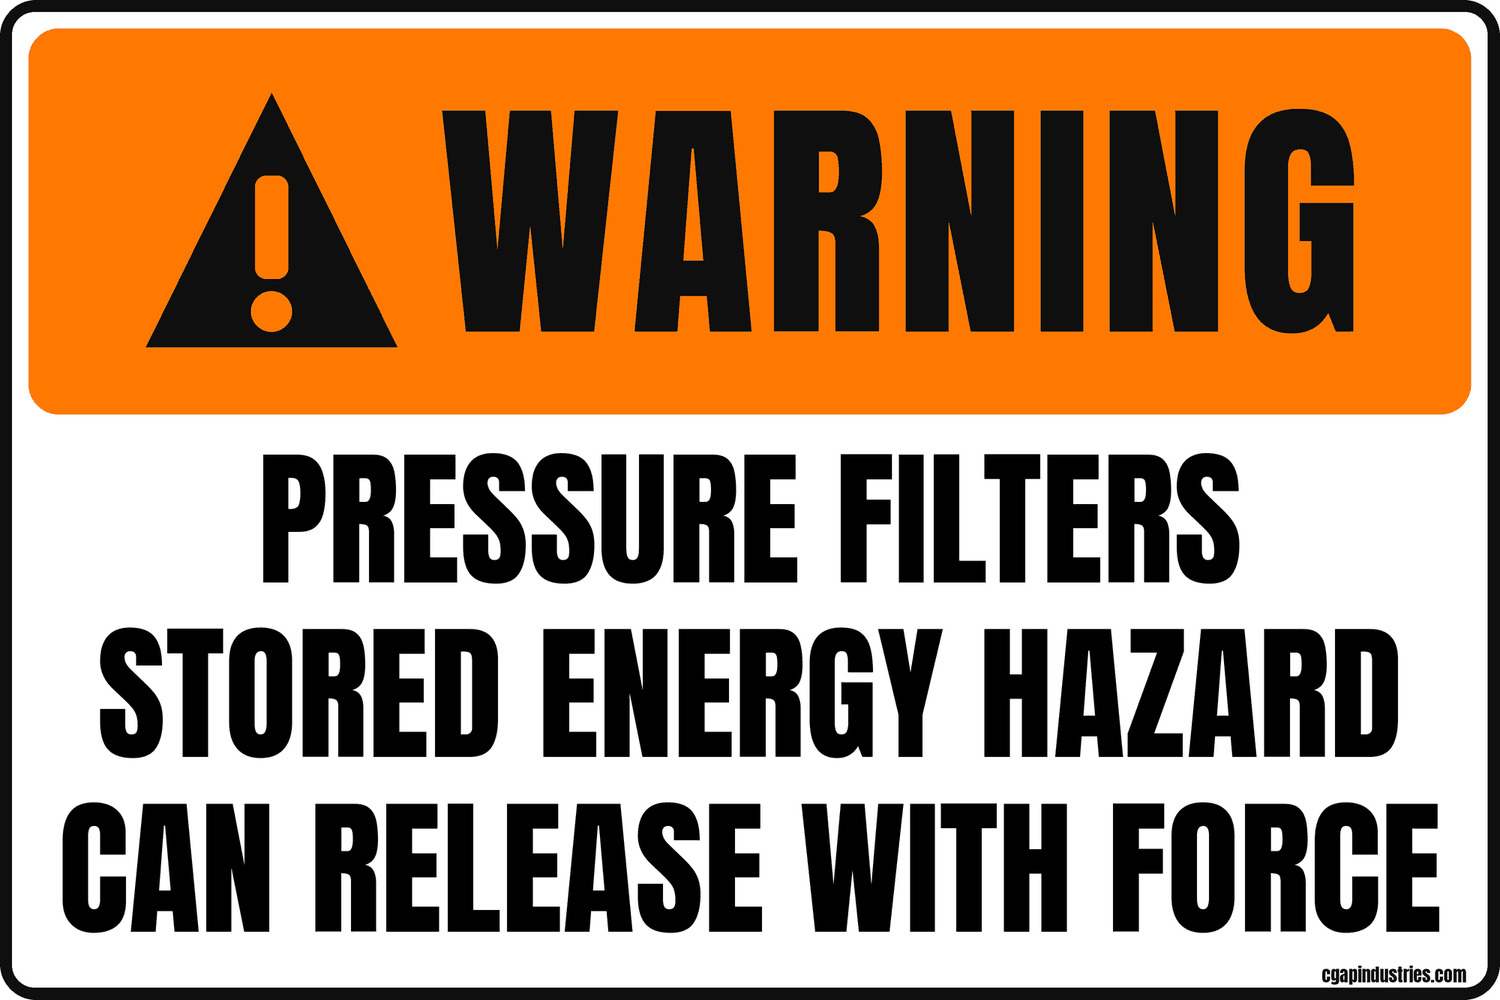 WARNING
PRESSURE FILTERS
STORED ENERGY HAZARD
CAN RELEASE WITH FORCE
cgapindustries.com